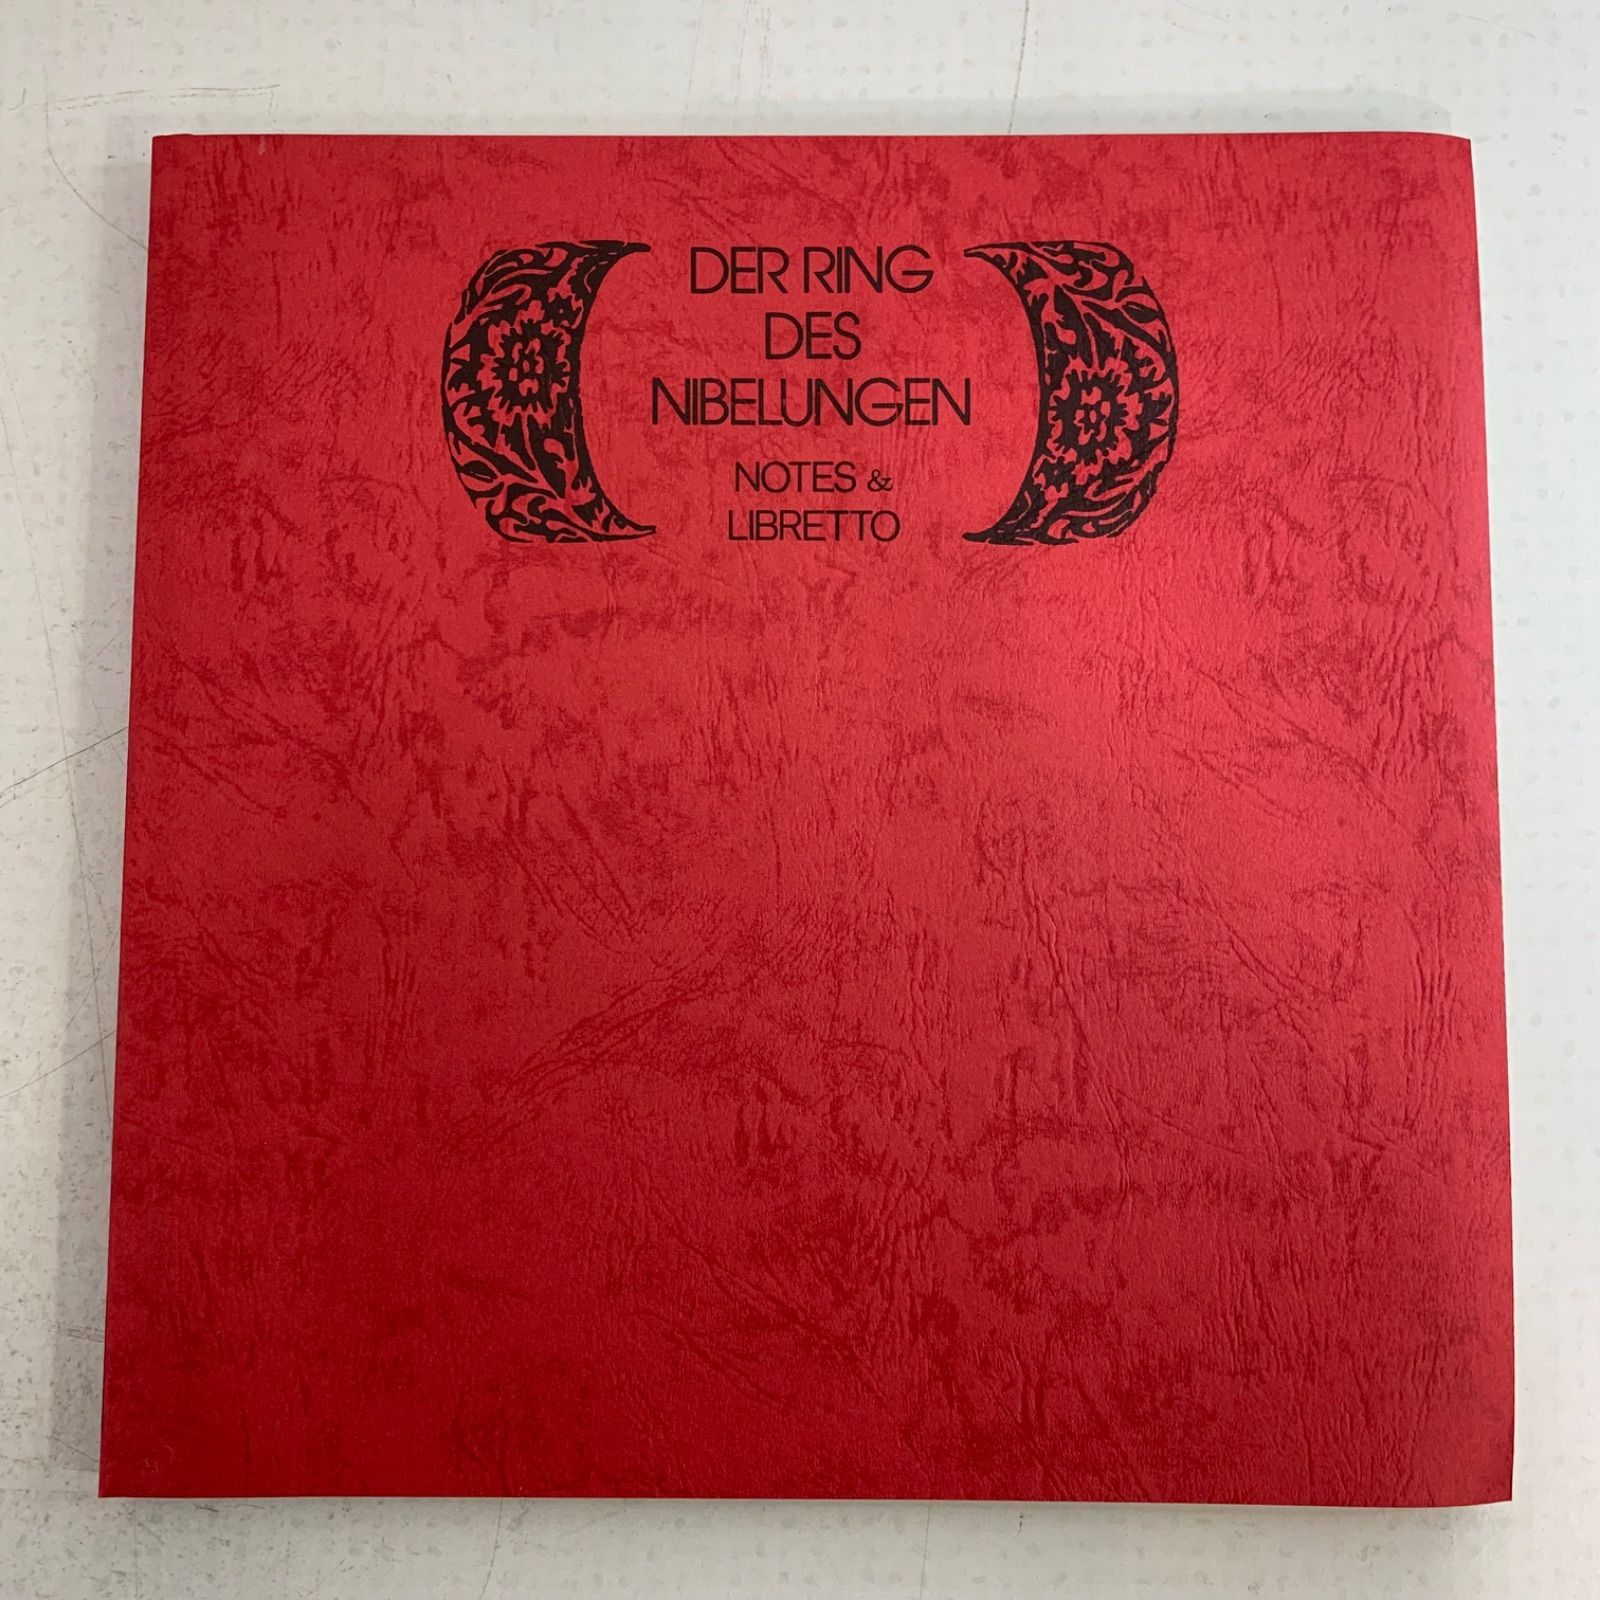 DER RING
DES
NIBELUNGEN
NOTES &
LIBRETTO